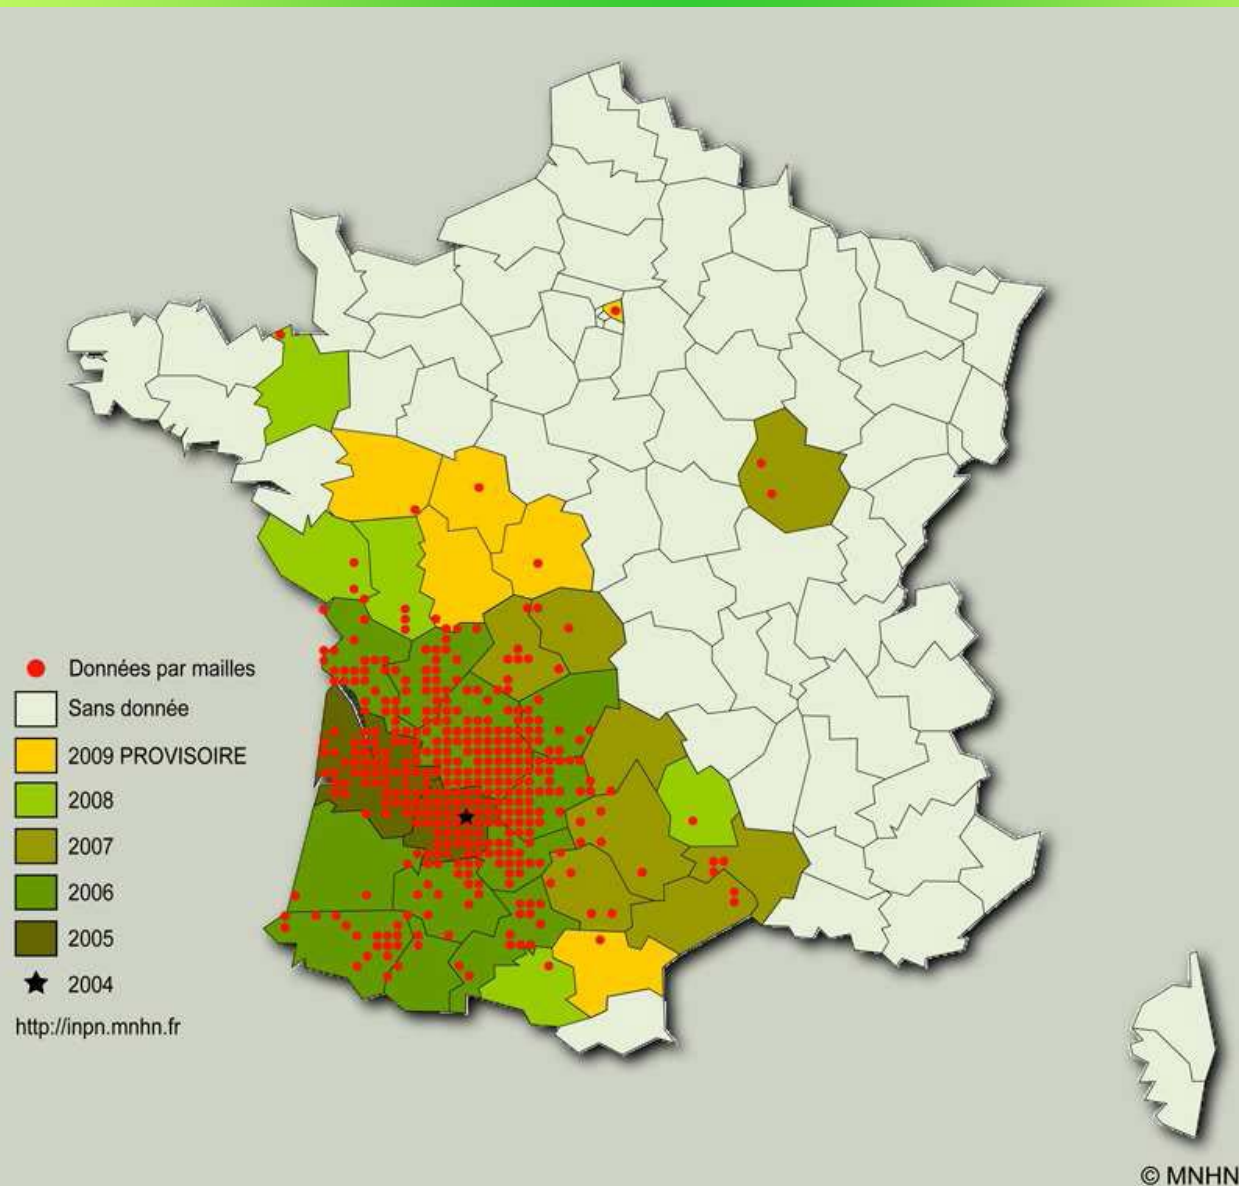 Données par mailles
Sans donnée
2009 PROVISOIRE
2008
2007
2006
2005
2004
http://inpn.mnhn.fr
© MNHN